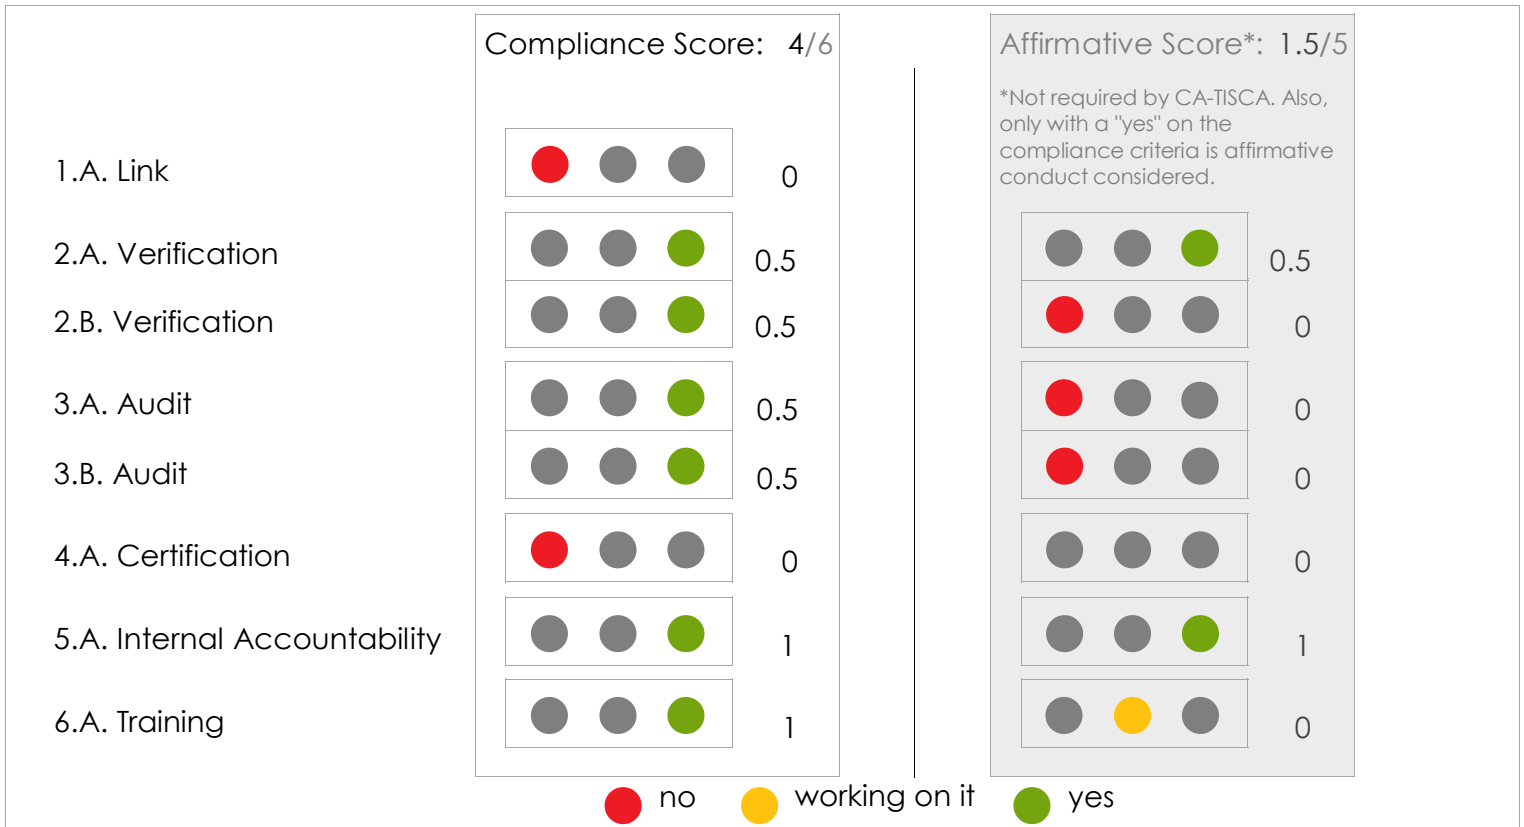 Compliance Score: 4/6
Affirmative Score*: 1.5/5
*Not required by CA-TISCA. Also,
only with a "yes" on the
compliance criteria is affirmative
conduct considered.
1.A. Link 0
2.A. Verification 0.5 0.5
2.B. Verification 0.5 0
3.A. Audit 0.5 0
3.B. Audit 0.5 0
4.A. Certification 0 0
5.A. Internal Accountability 1 1
6.A. Training 1 0
no working on it yes